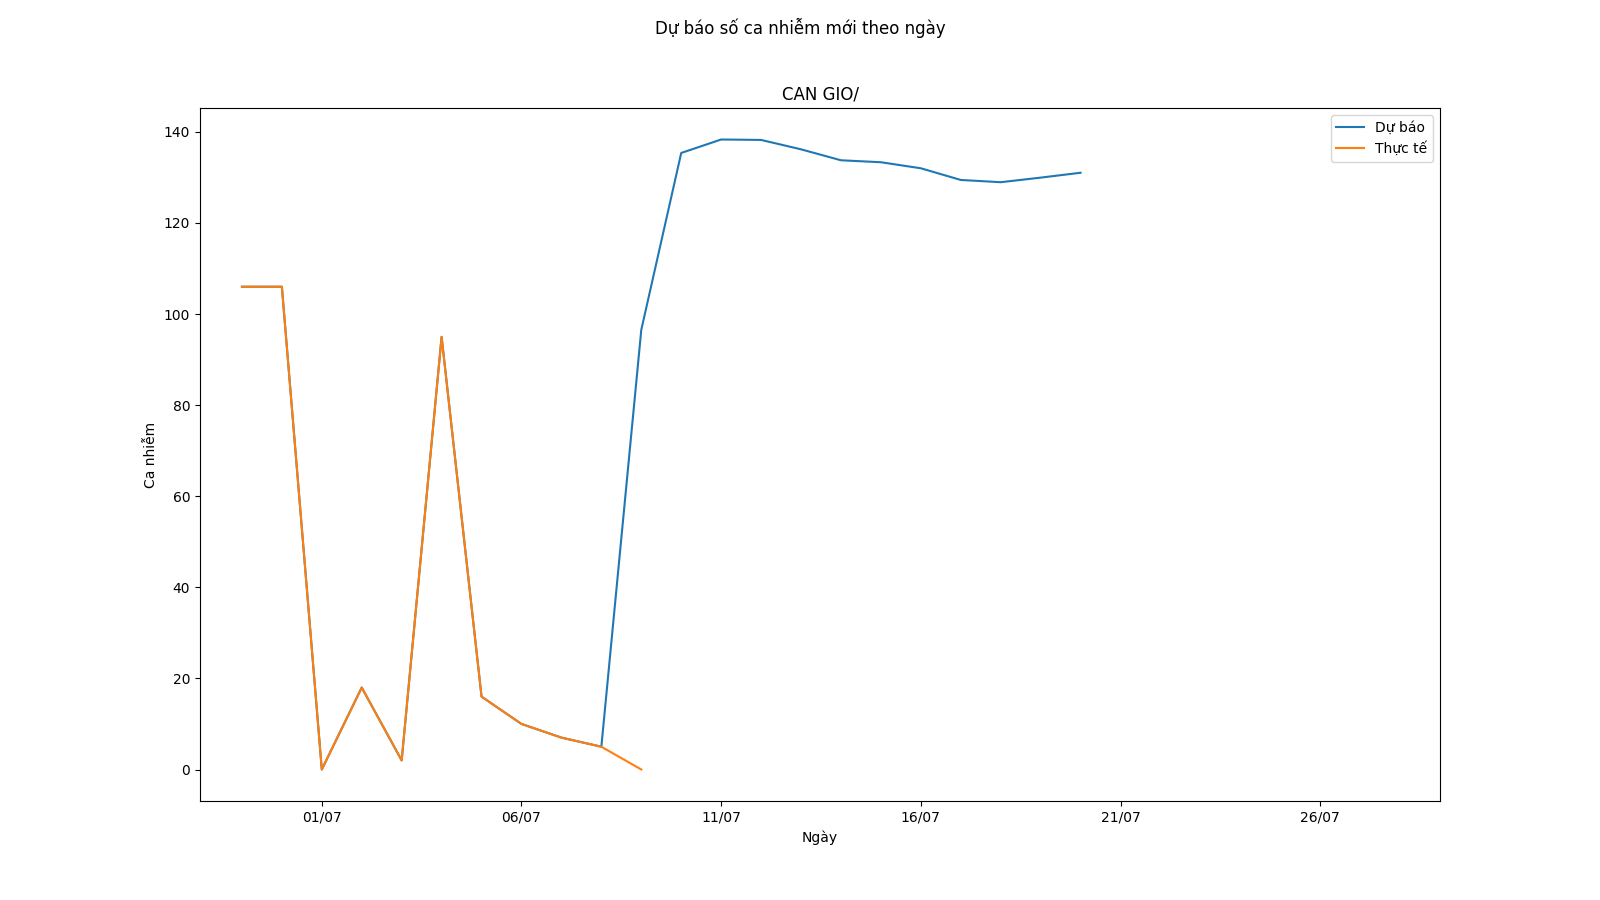 Dự báo số ca nhiễm mới theo ngày
CAN GIO/
Dự báo
Thực tế
140
120
100
80
60
40
20
0
Ca nhiễm
01/07
06/07
11/07
16/07
21/07
26/07
Ngày